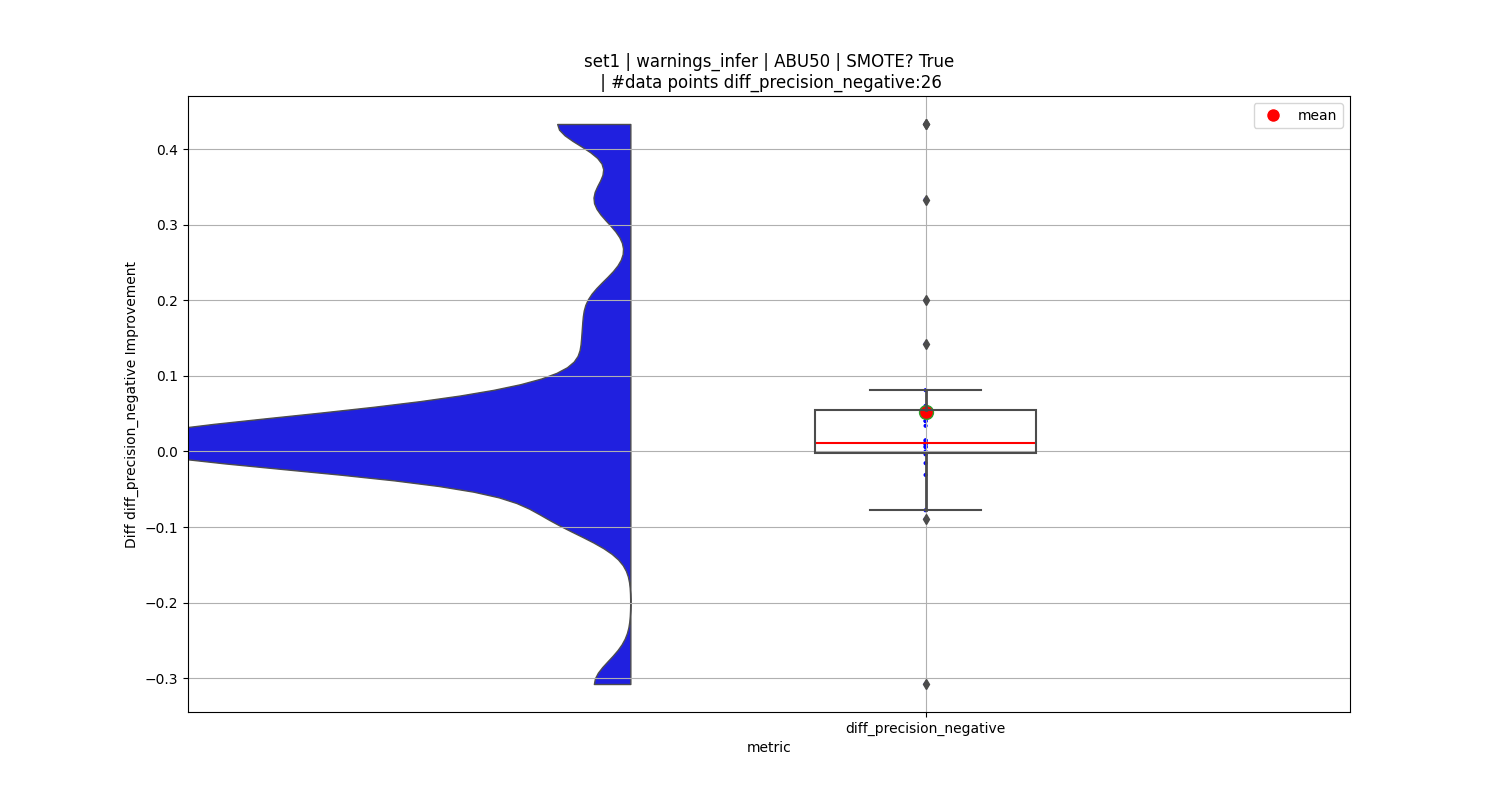 set1 | warnings_infer | ABU50 | SMOTE? True
| #data points diff_precision_negative:26
mean
0.4
0.3
0.2
0.1
0.0
−0.1
−0.2
−0.3
Diff diff_precision_negative Improvement
diff_precision_negative
metric